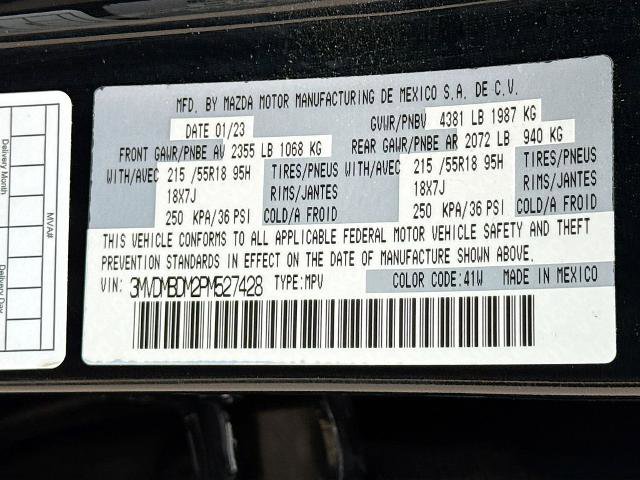 MFD. BY MAZDA MOTOR MANUFACTURING DE MEXICO S.A. DE C.V.
DATE 01/23 GVWR/PNBV 4381 LB 1987 KG
FRONT GAWR/PNBE AV 2355 LB 1068 KG REAR GAWR/PNBE AR 2072 LB 940 KG
WITH/AVEC 215 /55R18 95H TIRES/PNEUS WITH/AVEC 215 /55R18 95H TIRES/PNEUS
18X7J RIMS/JANTES 18X7J RIMS/JANTES
250 KPA/36 PSI COLD/A FROID 250 KPA/36 PSI COLD/A FROID
THIS VEHICLE CONFORMS TO ALL APPLICABLE FEDERAL MOTOR VEHICLE SAFETY AND THEFT
PREVENTION STANDARDS IN EFFECT ON THE DATE OF MANUFACTURE SHOWN ABOVE.
VIN: 3MVDMBDM2PM527428 TYPE:MPV COLOR CODE:41W MADE IN MEXICO
Delivery Month
MVA#
Delivery Day